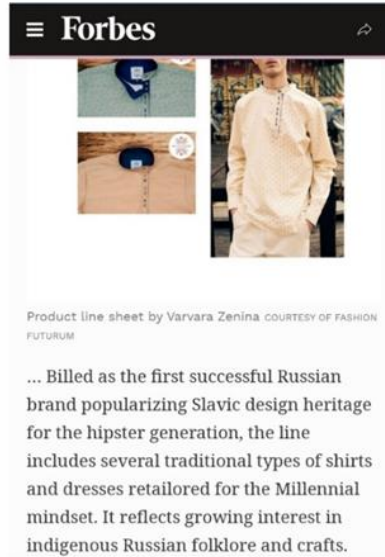 Forbes
Product line sheet by Varvara Zenina COURTESY OF FASHION
FUTURUM
... Billed as the first successful Russian
brand popularizing Slavic design heritage
for the hipster generation, the line
includes several traditional types of shirts
and dresses retailored for the Millennial
mindset. It reflects growing interest in
indigenous Russian folklore and crafts.